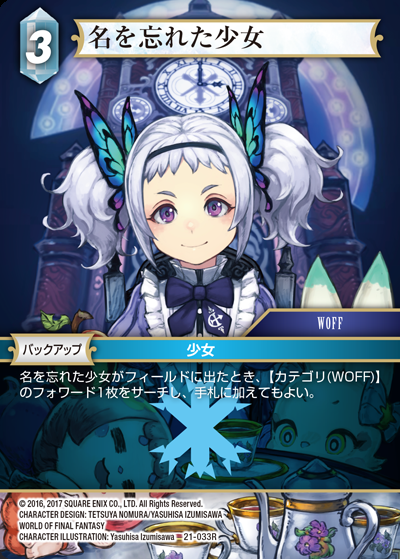 3
名を忘れた少女
WOFF
バックアップ
少女
名を忘れた少女がフィールドに出たとき、【カテゴリ(WOFF)】
のフォワード1枚をサーチし、手札に加えてもよい。
© 2016, 2017 SQUARE ENIX CO., LTD. All Rights Reserved.
CHARACTER DESIGN: TETSUYA NOMURA/YASUHISA IZUMISAWA
WORLD OF FINAL FANTASY
CHARACTER ILLUSTRATION: Yasuhisa Izumisawa 21-033R